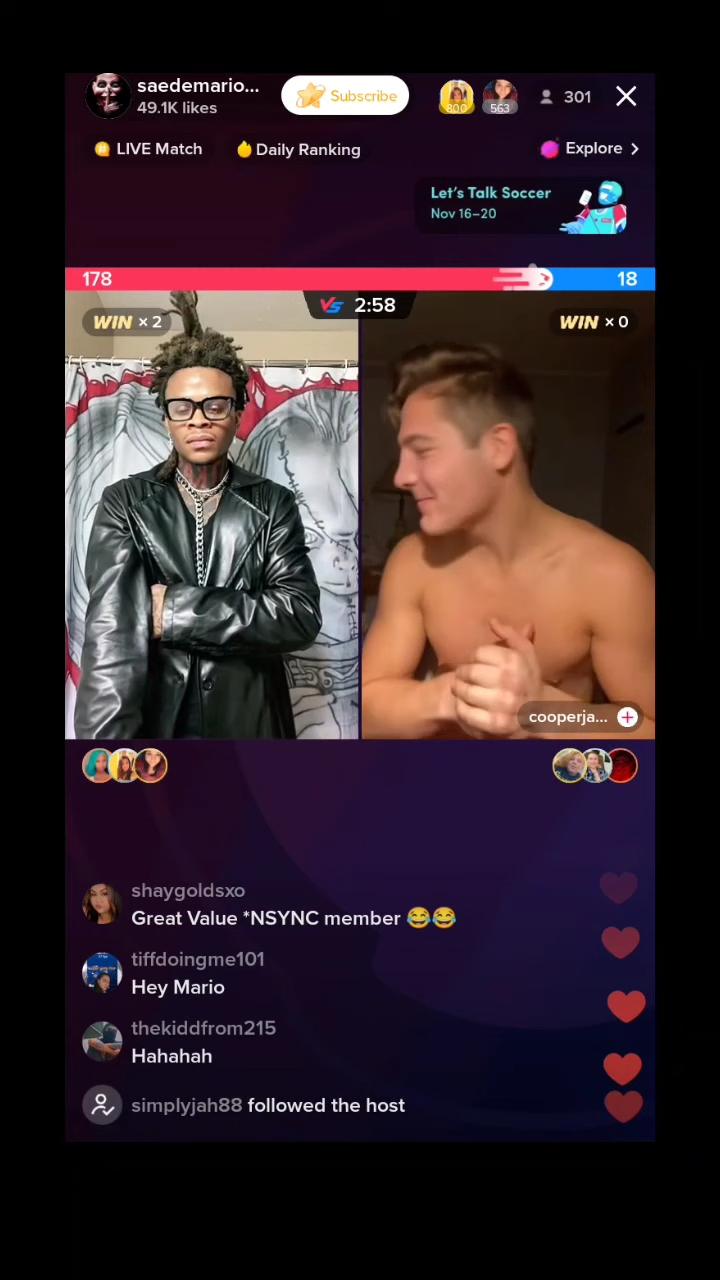 saedemario...
49.1K likes
Subscribe
800
563
301
LIVE Match
Daily Ranking
Explore
Let's Talk Soccer
Nov 16–20
178
18
VS 2:58
WIN × 2
WIN × 0
cooperja...
shaygoldsxo
Great Value *NSYNC member 😂😂
tiffdoingme101
Hey Mario
thekiddfrom215
Hahahah
simplyjah88 followed the host